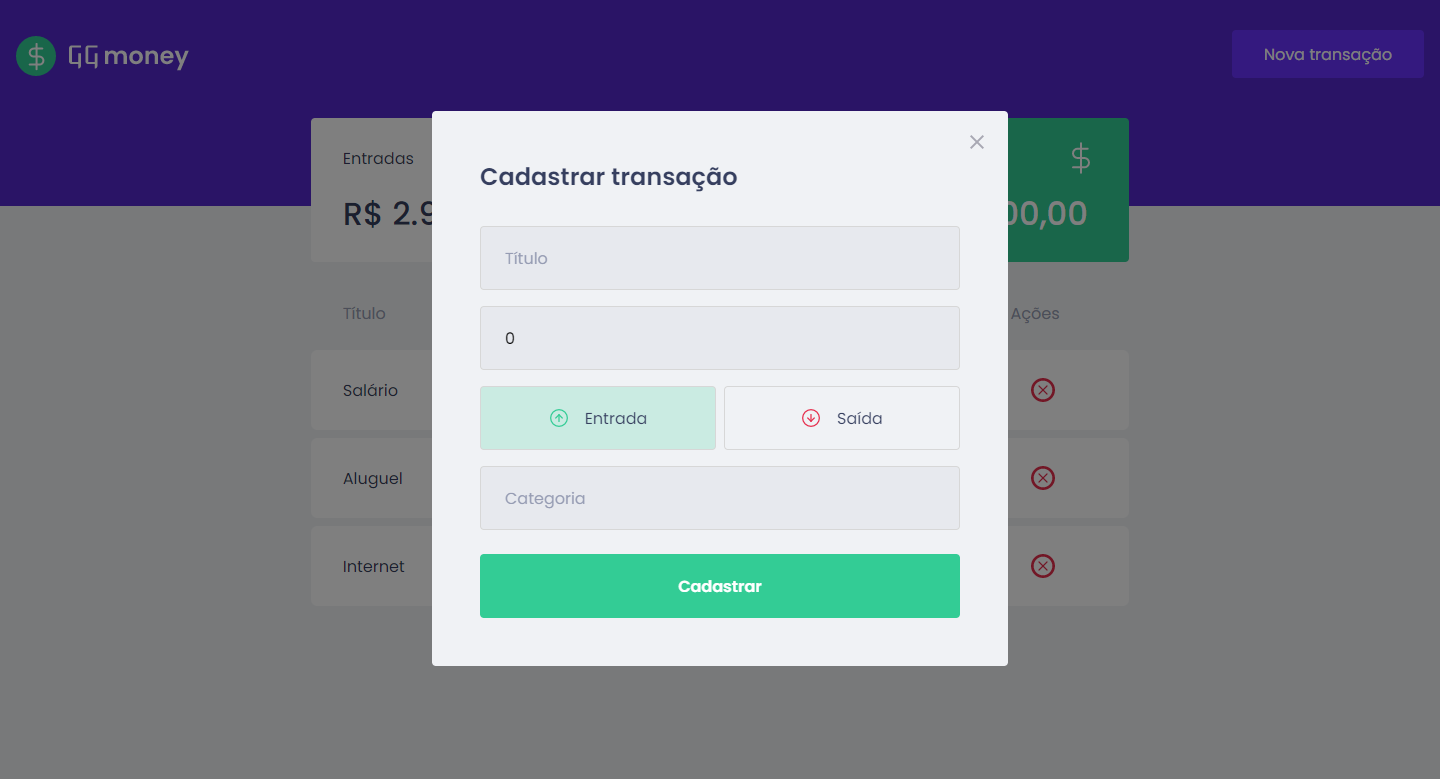 GG money
Nova transação
Entradas
R$ 2.9
00,00
Cadastrar transação
Título
0
Entrada
Saída
Categoria
Cadastrar
Título
Ações
Salário
Aluguel
Internet